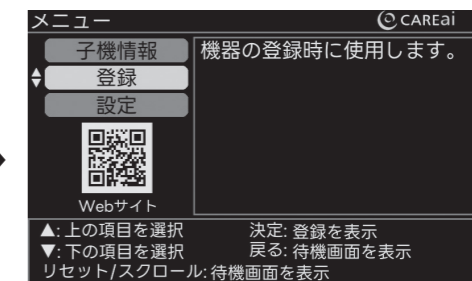 メニュー
CAREai
子機情報
登録
設定
Webサイト
機器の登録時に使用します。
▲: 上の項目を選択
決定: 登録を表示
▼: 下の項目を選択
戻る: 待機画面を表示
リセット/スクロール: 待機画面を表示